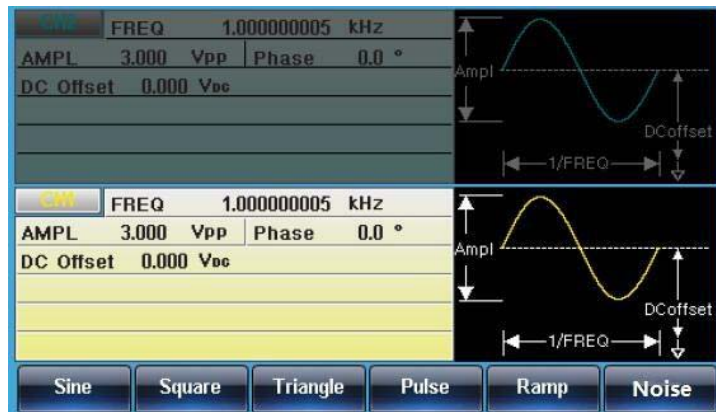 CH2 FREQ 1.000000005 kHz
AMPL 3.000 Vpp Phase 0.0 °
DC Offset 0.000 VDC
Ampl
DCoffset
1/FREQ
CH1 FREQ 1.000000005 kHz
AMPL 3.000 Vpp Phase 0.0 °
DC Offset 0.000 VDC
Ampl
DCoffset
1/FREQ
Sine Square Triangle Pulse Ramp Noise